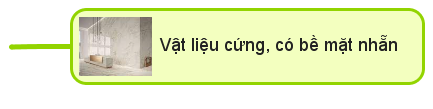 Vật liệu cứng, có bề mặt nhẵn